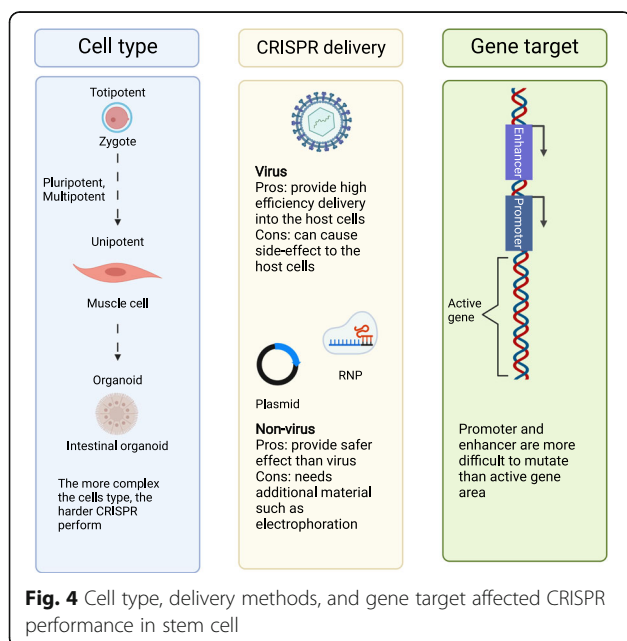 Cell type
Totipotent
Zygote
Pluripotent,
Multipotent
Unipotent
Muscle cell
Organoid
Intestinal organoid
The more complex
the cells type, the
harder CRISPR
perform
CRISPR delivery
Virus
Pros: provide high
efficiency delivery
into the host cells
Cons: can cause
side-effect to the
host cells
RNP
Plasmid
Non-virus
Pros: provide safer
effect than virus
Cons: needs
additional material
such as
electrophoration
Gene target
Enhancer
Promoter
Active
gene
Promoter and
enhancer are more
difficult to mutate
than active gene
area
Fig. 4 Cell type, delivery methods, and gene target affected CRISPR
performance in stem cell